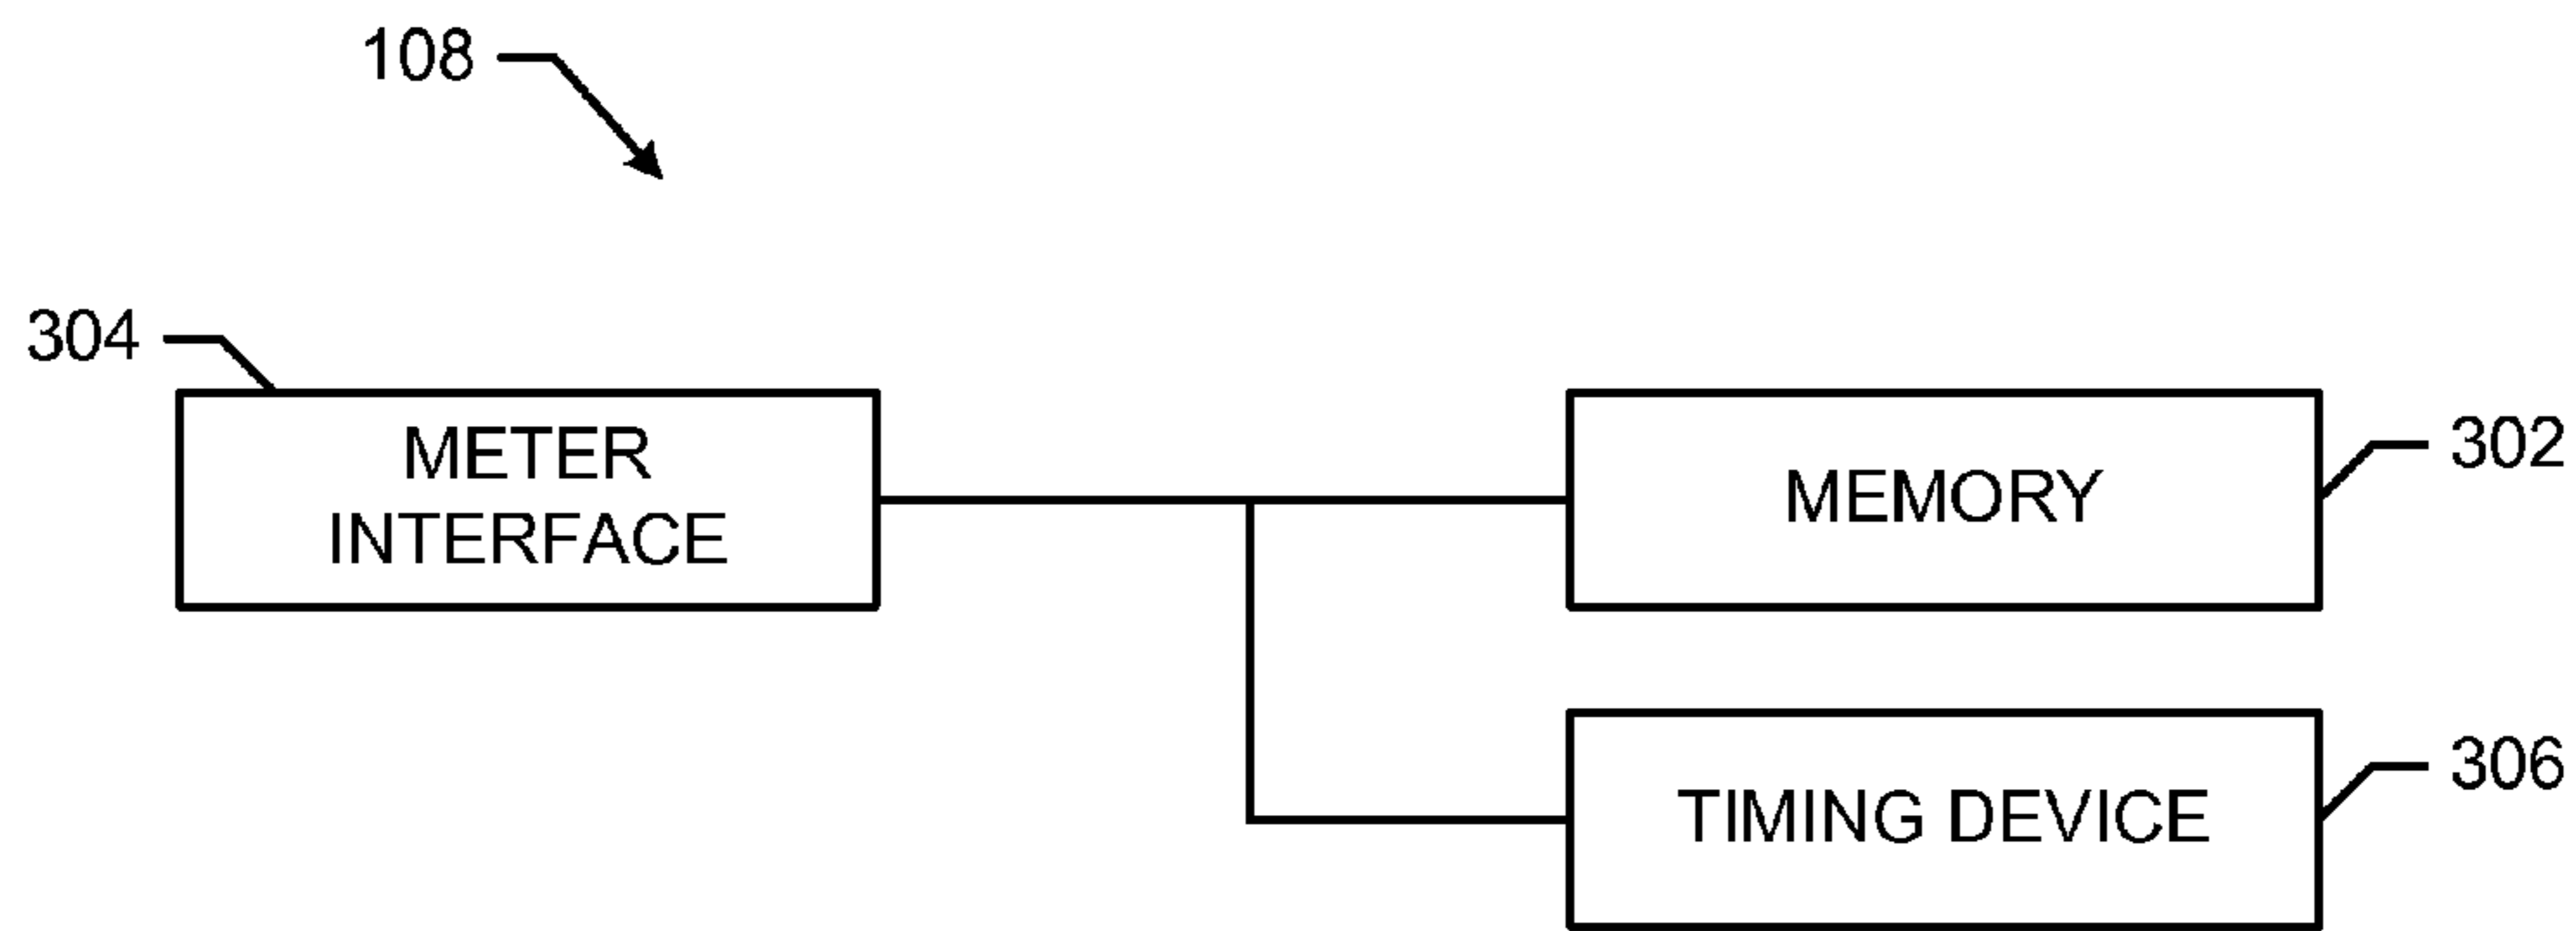 108
304
METER
INTERFACE
MEMORY
302
TIMING DEVICE
306